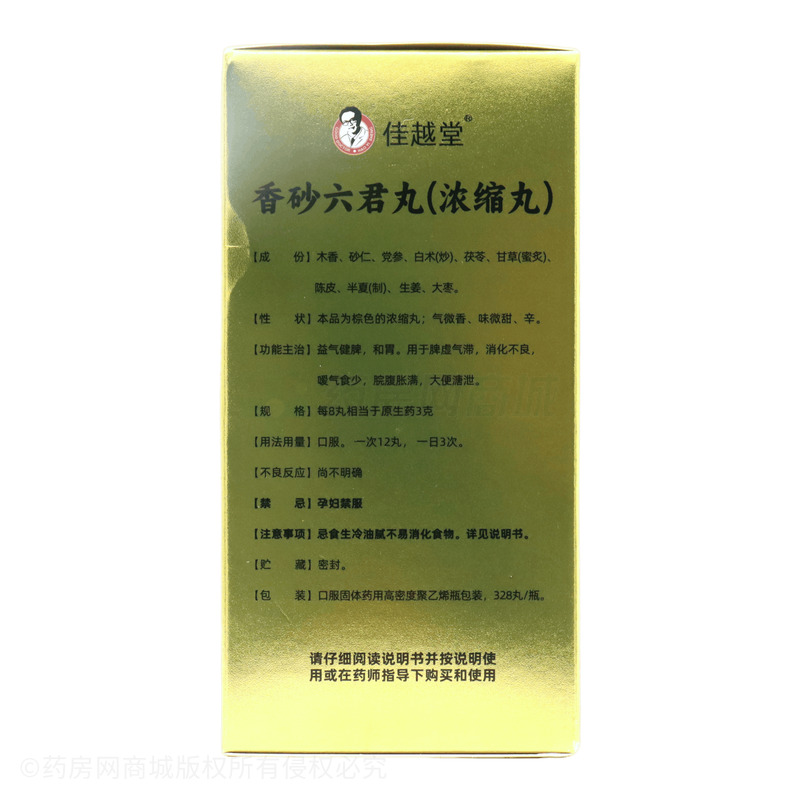 佳越堂®
香砂六君丸(浓缩丸)
【成 份】木香、砂仁、党参、白术(炒)、茯苓、甘草(蜜炙)、
陈皮、半夏(制)、生姜、大枣。
【性 状】本品为棕色的浓缩丸；气微香、味微甜、辛。
【功能主治】益气健脾，和胃。用于脾虚气滞，消化不良，
嗳气食少，脘腹胀满，大便溏泄。
【规 格】每8丸相当于原生药3克
【用法用量】口服。一次12丸，一日3次。
【不良反应】尚不明确
【禁 忌】孕妇禁服
【注意事项】忌食生冷油腻不易消化食物。详见说明书。
【贮 藏】密封。
【包 装】口服固体药用高密度聚乙烯瓶包装，328丸/瓶。
请仔细阅读说明书并按说明使
用或在药师指导下购买和使用
©药房网商城版权所有侵权必究